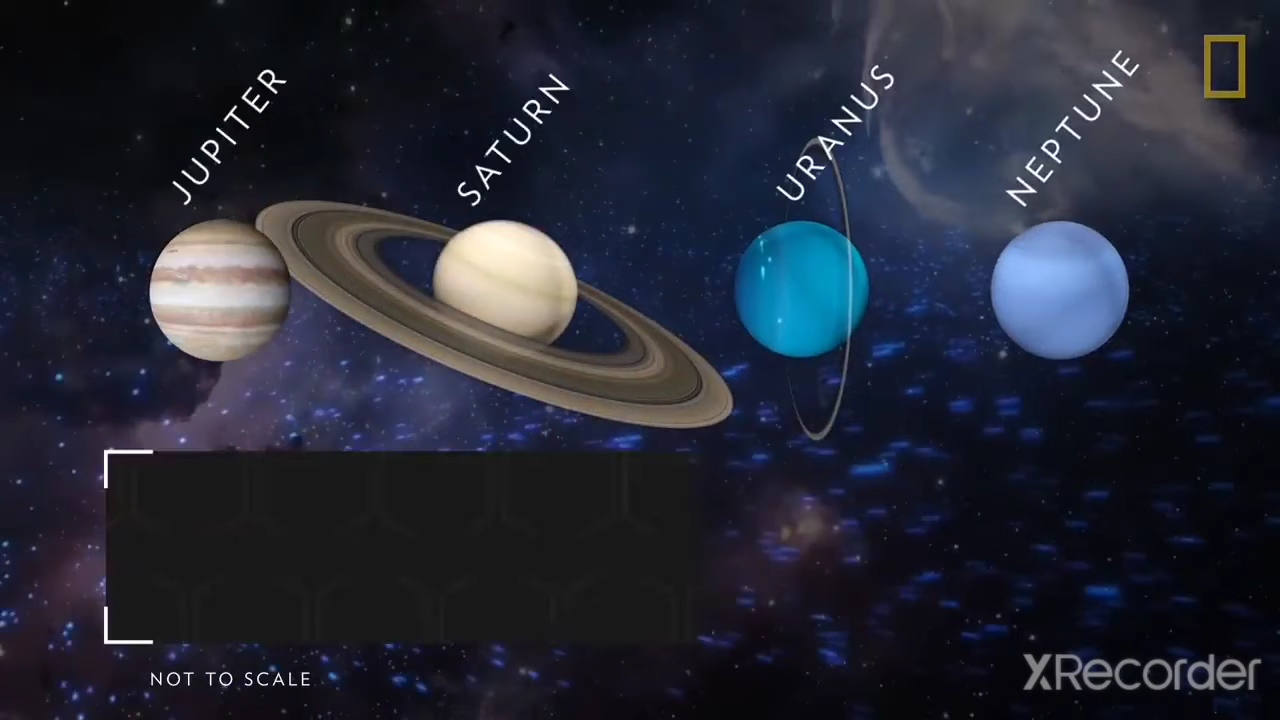 JUPITER
SATURN
URANUS
NEPTUNE
NOT TO SCALE
XRecorder